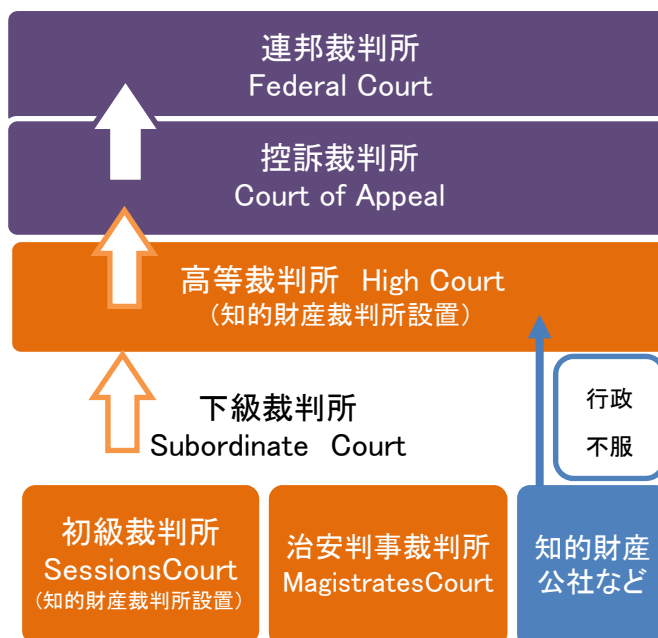 連邦裁判所
Federal Court
控訴裁判所
Court of Appeal
高等裁判所　High Court
（知的財産裁判所設置）
行政
不服
下級裁判所
Subordinate　Court
初級裁判所
SessionsCourt
（知的財産裁判所設置）
治安判事裁判所
MagistratesCourt
知的財産
公社など